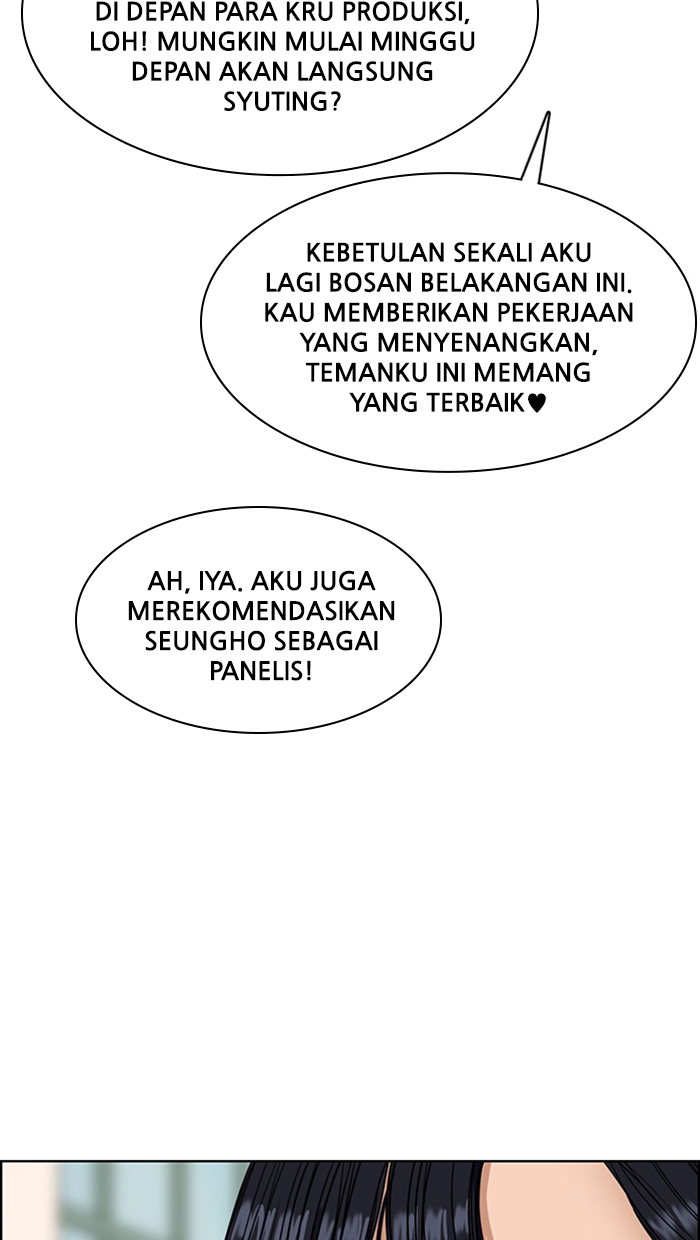 DI DEPAN PARA KRU PRODUKSI,
LOH! MUNGKIN MULAI MINGGU
DEPAN AKAN LANGSUNG
SYUTING?
KEBETULAN SEKALI AKU
LAGI BOSAN BELAKANGAN INI.
KAU MEMBERIKAN PEKERJAAN
YANG MENYENANGKAN,
TEMANKU INI MEMANG
YANG TERBAIK♥
AH, IYA. AKU JUGA
MEREKOMENDASIKAN
SEUNGHO SEBAGAI
PANELIS!